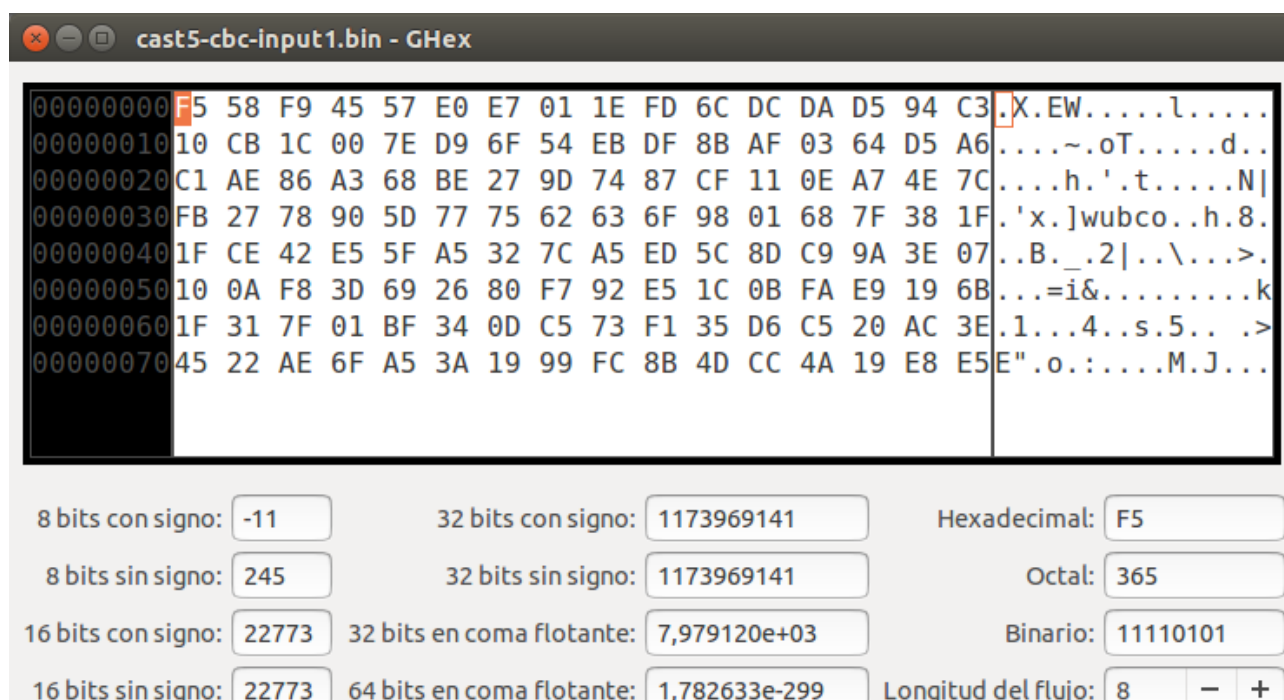 cast5-cbc-input1.bin - GHex
00000000 F5 58 F9 45 57 E0 E7 01 1E FD 6C DC DA D5 94 C3 .X.EW.....l.....
00000010 10 CB 1C 00 7E D9 6F 54 EB DF 8B AF 03 64 D5 A6 ....~.oT.....d..
00000020 C1 AE 86 A3 68 BE 27 9D 74 87 CF 11 0E A7 4E 7C ....h.'.t.....N|
00000030 FB 27 78 90 5D 77 75 62 63 6F 98 01 68 7F 38 1F .'x.]wubco..h.8.
00000040 1F CE 42 E5 5F A5 32 7C A5 ED 5C 8D C9 9A 3E 07 ..B._.2|..\...>.
00000050 10 0A F8 3D 69 26 80 F7 92 E5 1C 0B FA E9 19 6B ...=i&.........k
00000060 1F 31 7F 01 BF 34 0D C5 73 F1 35 D6 C5 20 AC 3E .1...4..s.5.. .>
00000070 45 22 AE 6F A5 3A 19 99 FC 8B 4D CC 4A 19 E8 E5 E".o.:....M.J...
8 bits con signo: -11 32 bits con signo: 1173969141 Hexadecimal: F5
8 bits sin signo: 245 32 bits sin signo: 1173969141 Octal: 365
16 bits con signo: 22773 32 bits en coma flotante: 7,979120e+03 Binario: 11110101
16 bits sin signo: 22773 64 bits en coma flotante: 1,782633e-299 Longitud del flujo: 8 − +